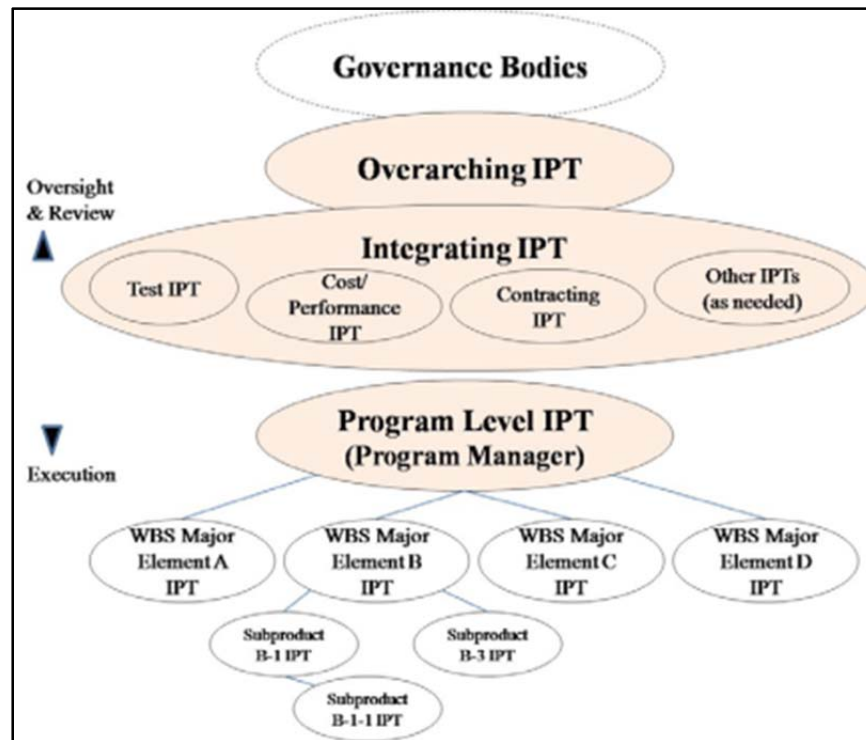 Governance Bodies
Overarching IPT
Oversight
& Review
Integrating IPT
Test IPT
Cost/
Performance
IPT
Contracting
IPT
Other IPTs
(as needed)
Program Level IPT
(Program Manager)
Execution
WBS Major
Element A
IPT
WBS Major
Element B
IPT
WBS Major
Element C
IPT
WBS Major
Element D
IPT
Subproduct
B-1 IPT
Subproduct
B-3 IPT
Subproduct
B-1-1 IPT